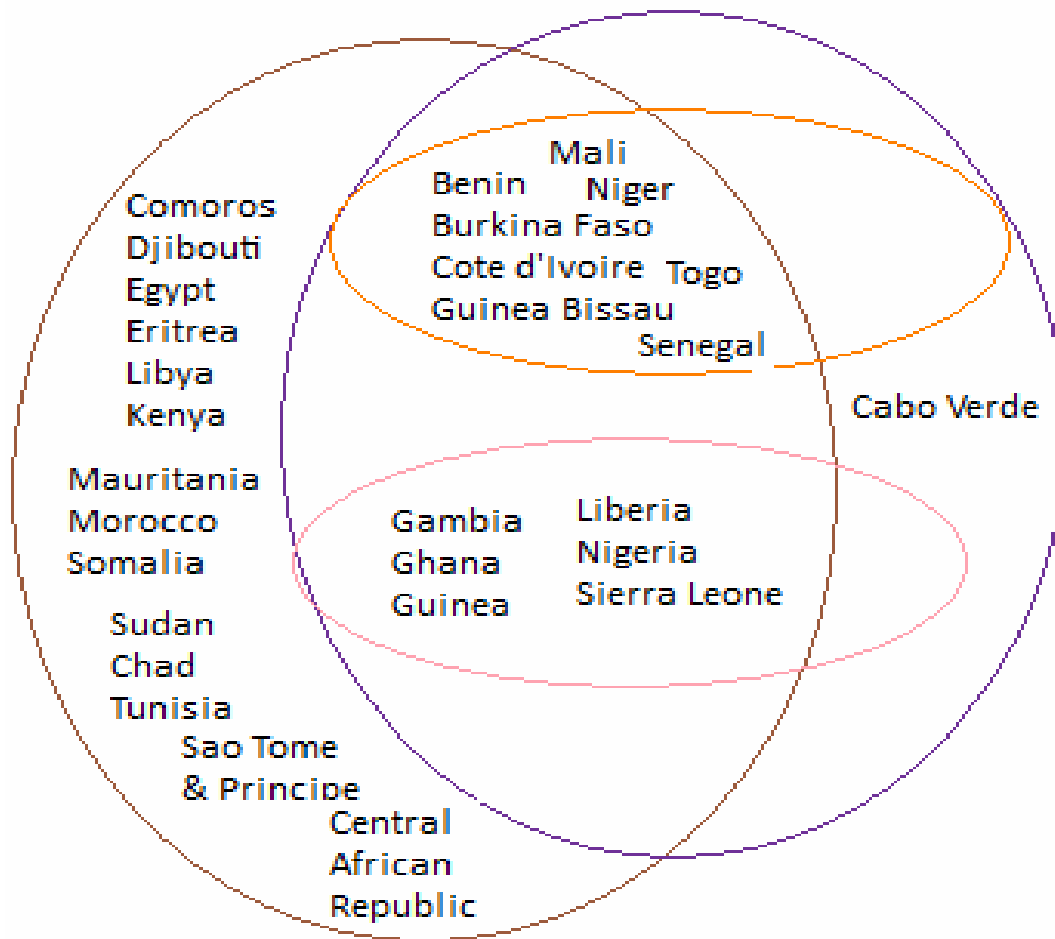 Mali
Benin
Niger
Burkina Faso
Cote d'Ivoire
Togo
Guinea Bissau
Senegal
Comoros
Djibouti
Egypt
Eritrea
Libya
Kenya
Cabo Verde
Mauritania
Morocco
Somalia
Gambia
Ghana
Guinea
Liberia
Nigeria
Sierra Leone
Sudan
Chad
Tunisia
Sao Tome
& Principe
Central
African
Republic